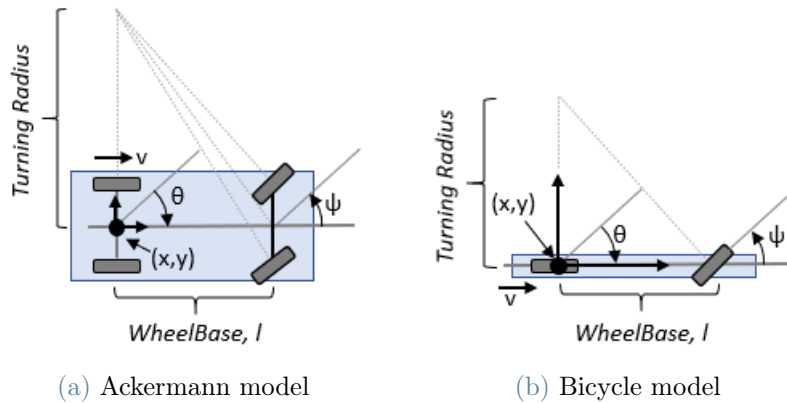 Turning Radius
v
θ
ψ
(x,y)
WheelBase, l
(a) Ackermann model
Turning Radius
(x,y)
θ
ψ
v
WheelBase, l
(b) Bicycle model